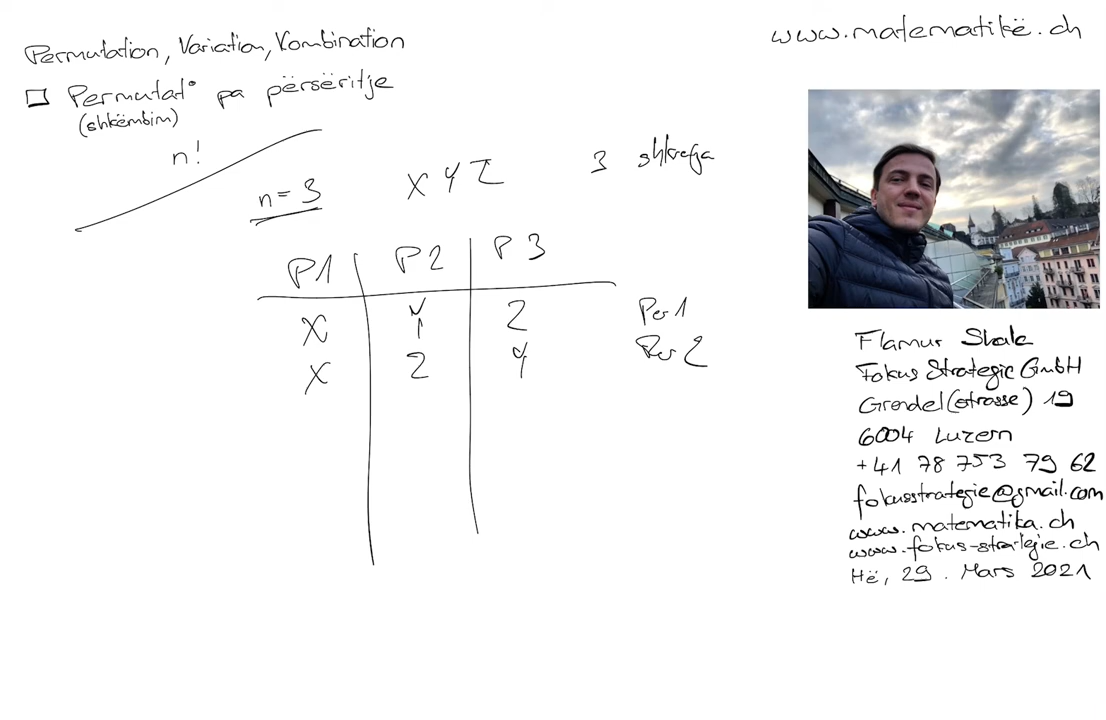 Permutation, Variation, Kombination
□ Permutat° pa përsëritje
(shkëmbim)
n!
n = 3
X Y Z
3 shkrefja
P1 P2 P3
X Y Z Per 1
X Z Y Per 2
www.matematikë.ch
Flamur Shala
Fokus Strategie GmbH
Grendel(strasse) 19
6004 Luzern
+41 78 753 79 62
fokusstrategie@gmail.com
www.matematika.ch
www.fokus-strategie.ch
Hë, 29. Mars 2021